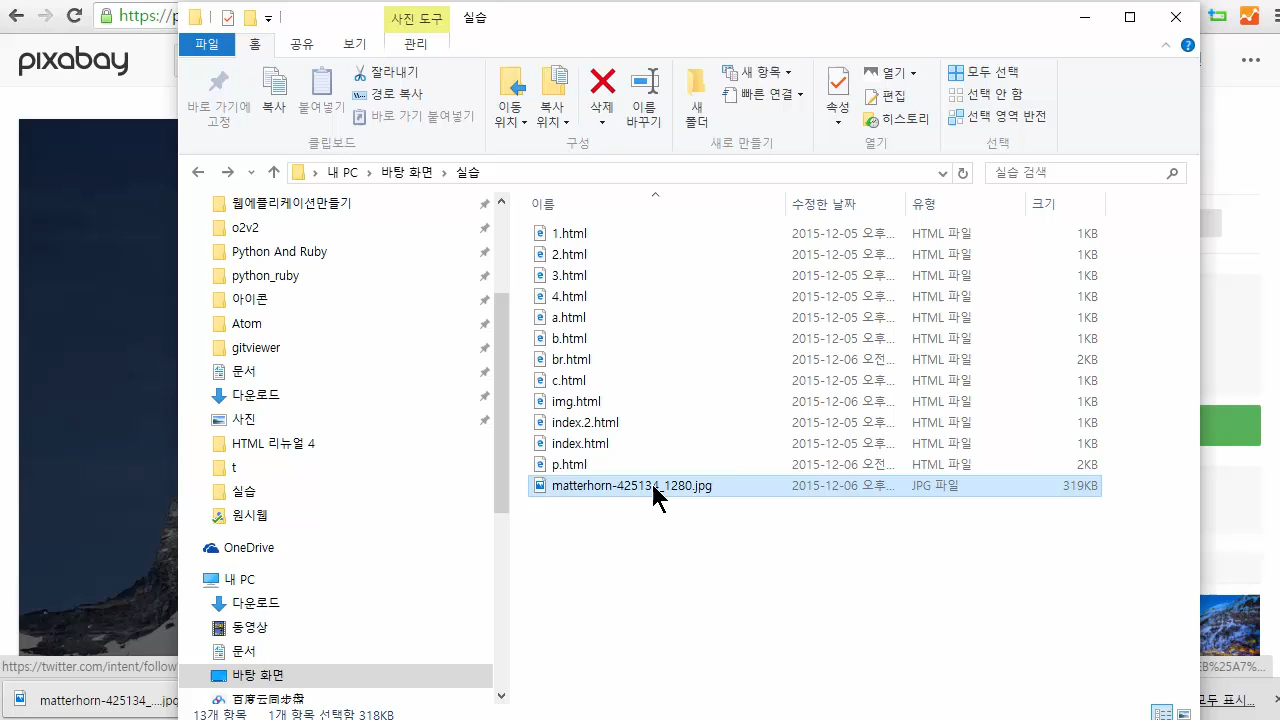 https://p
pixabay
사진 도구
실습
파일
홈
공유
보기
관리
바로 가기에
고정
복사
붙여넣기
잘라내기
경로 복사
바로 가기 붙여넣기
클립보드
이동
위치
복사
위치
삭제
이름
바꾸기
구성
새
폴더
새 항목
빠른 연결
새로 만들기
속성
열기
편집
히스토리
열기
모두 선택
선택 안 함
선택 영역 반전
선택
내 PC
바탕 화면
실습
실습 검색
웹에플리케이션만들기
o2v2
Python And Ruby
python_ruby
아이콘
Atom
gitviewer
문서
다운로드
사진
HTML 리뉴얼 4
t
실습
원시웹
OneDrive
내 PC
다운로드
동영상
문서
바탕 화면
百度云同步盘
이름 수정한 날짜 유형 크기
1.html 2015-12-05 오후... HTML 파일 1KB
2.html 2015-12-05 오후... HTML 파일 1KB
3.html 2015-12-05 오후... HTML 파일 1KB
4.html 2015-12-05 오후... HTML 파일 1KB
a.html 2015-12-05 오후... HTML 파일 1KB
b.html 2015-12-05 오후... HTML 파일 1KB
br.html 2015-12-06 오전... HTML 파일 2KB
c.html 2015-12-05 오후... HTML 파일 1KB
img.html 2015-12-06 오후... HTML 파일 1KB
index.2.html 2015-12-05 오후... HTML 파일 1KB
index.html 2015-12-05 오후... HTML 파일 1KB
p.html 2015-12-06 오전... HTML 파일 2KB
matterhorn-425134_1280.jpg 2015-12-06 오후... JPG 파일 319KB
13개 항목 1개 항목 선택함 318KB
https://twitter.com/intent/follow
EB%25A7%...
matterhorn-425134_....jpg
모두 표시...